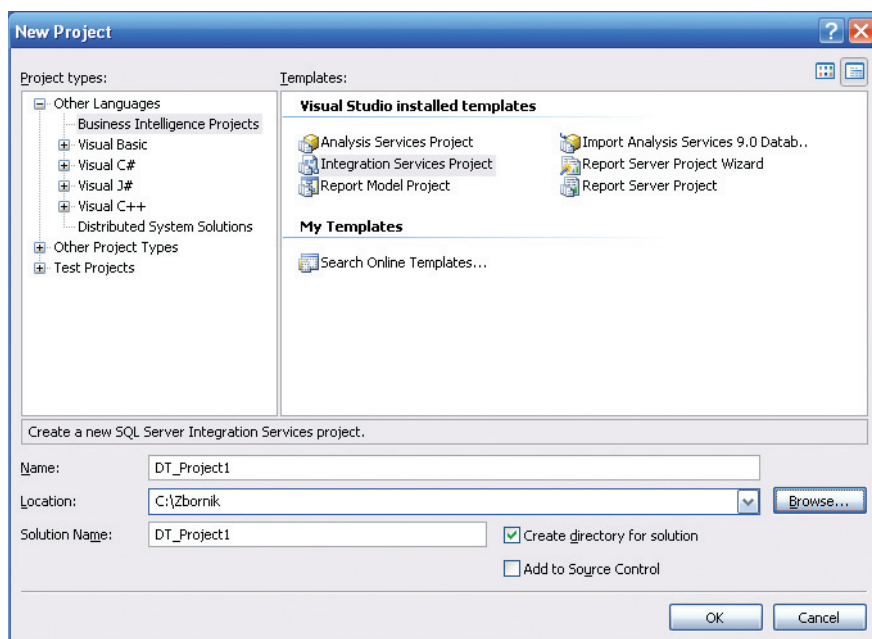 New Project
Project types:
Templates:
Other Languages
Business Intelligence Projects
Visual Basic
Visual C#
Visual J#
Visual C++
Distributed System Solutions
Other Project Types
Test Projects
Visual Studio installed templates
Analysis Services Project
Import Analysis Services 9.0 Datab..
Integration Services Project
Report Server Project Wizard
Report Model Project
Report Server Project
My Templates
Search Online Templates...
Create a new SQL Server Integration Services project.
Name:
DT_Project1
Location:
C:\Zbornik
Browse...
Solution Name:
DT_Project1
Create directory for solution
Add to Source Control
OK
Cancel